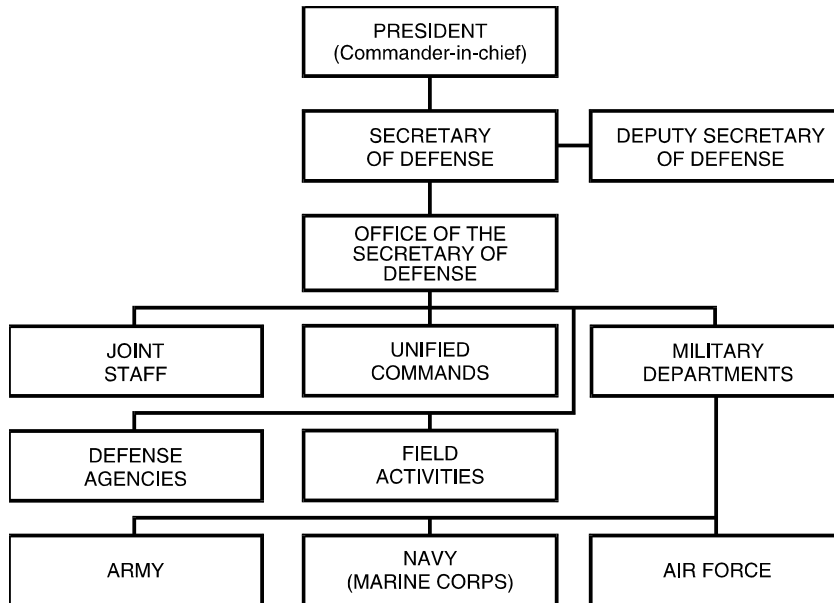 PRESIDENT
(Commander-in-chief)
SECRETARY
OF DEFENSE
DEPUTY SECRETARY
OF DEFENSE
OFFICE OF THE
SECRETARY OF
DEFENSE
JOINT
STAFF
UNIFIED
COMMANDS
MILITARY
DEPARTMENTS
DEFENSE
AGENCIES
FIELD
ACTIVITIES
ARMY
NAVY
(MARINE CORPS)
AIR FORCE